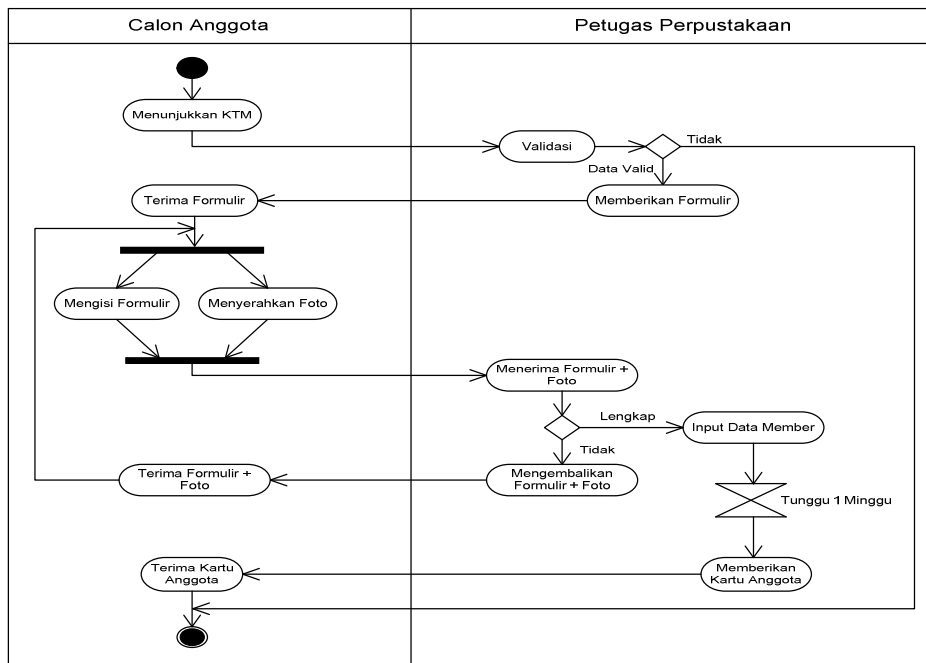 Calon Anggota
Petugas Perpustakaan
Menunjukkan KTM
Validasi
Tidak
Data Valid
Terima Formulir
Memberikan Formulir
Mengisi Formulir
Menyerahkan Foto
Menerima Formulir +
Foto
Lengkap
Input Data Member
Tidak
Terima Formulir +
Foto
Mengembalikan
Formulir + Foto
Tunggu 1 Minggu
Terima Kartu
Anggota
Memberikan
Kartu Anggota